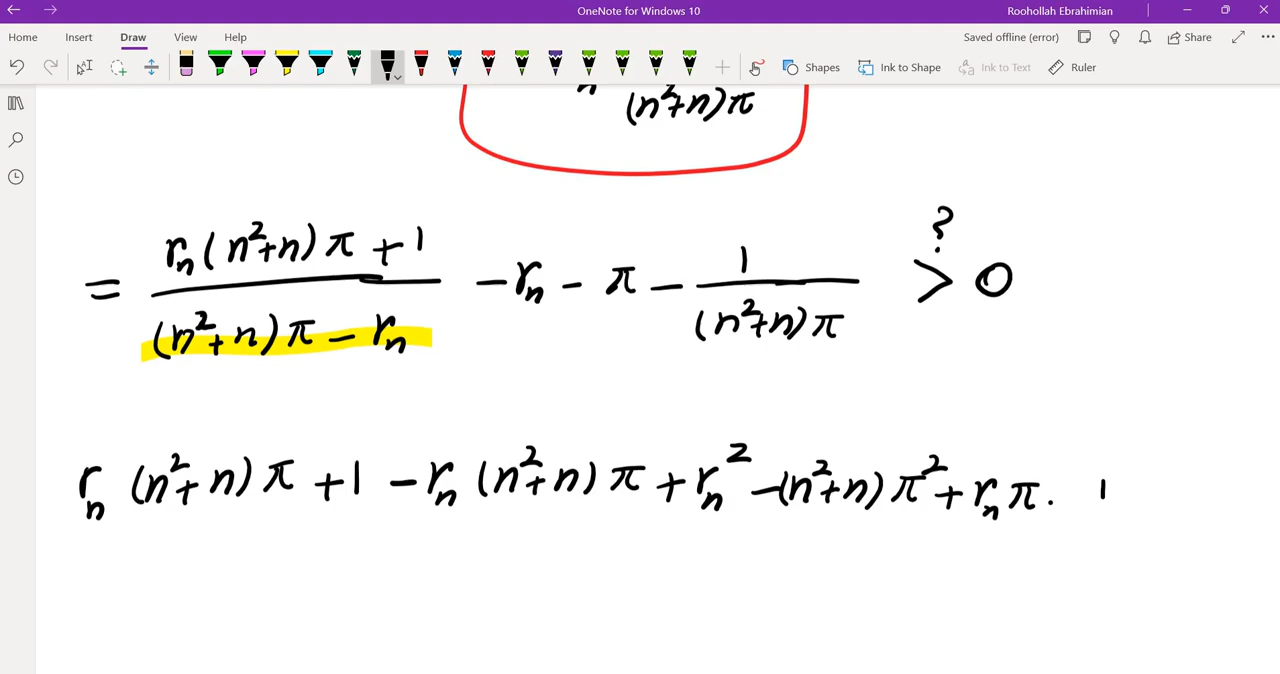 OneNote for Windows 10
Roohollah Ebrahimian
Home Insert Draw View Help
Saved offline (error) Share
Shapes Ink to Shape Ink to Text Ruler
n (n²+n)π
= (rₙ(n²+n)π + 1)/((n²+n)π − rₙ) − rₙ − π − 1/((n²+n)π) > 0
?
rₙ (n²+n)π + 1 − rₙ (n²+n)π + rₙ² − (n²+n)π² + rₙπ . 1